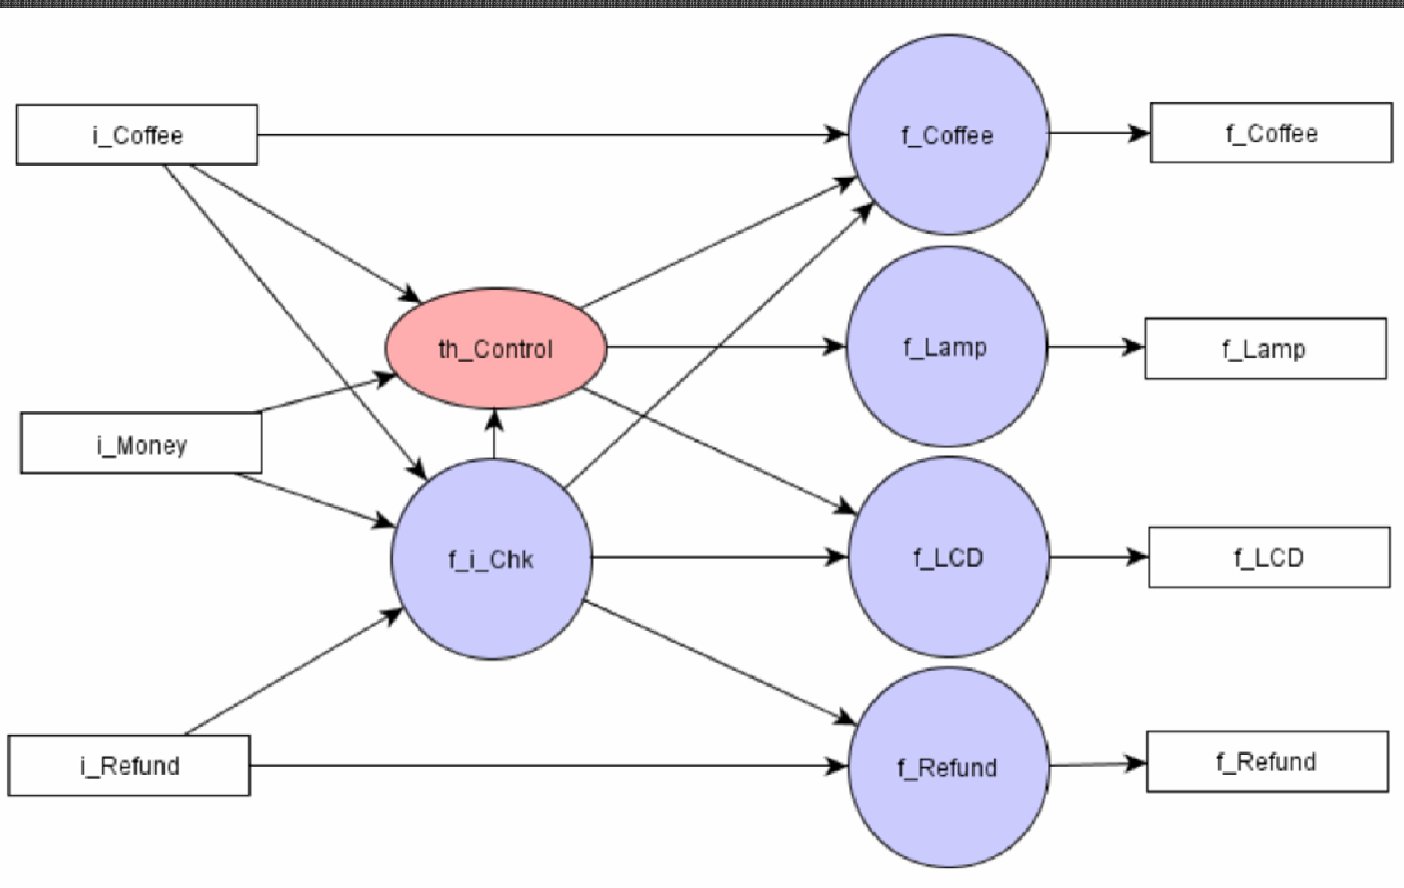 i_Coffee
f_Coffee
f_Coffee
th_Control
f_Lamp
f_Lamp
i_Money
f_i_Chk
f_LCD
f_LCD
i_Refund
f_Refund
f_Refund